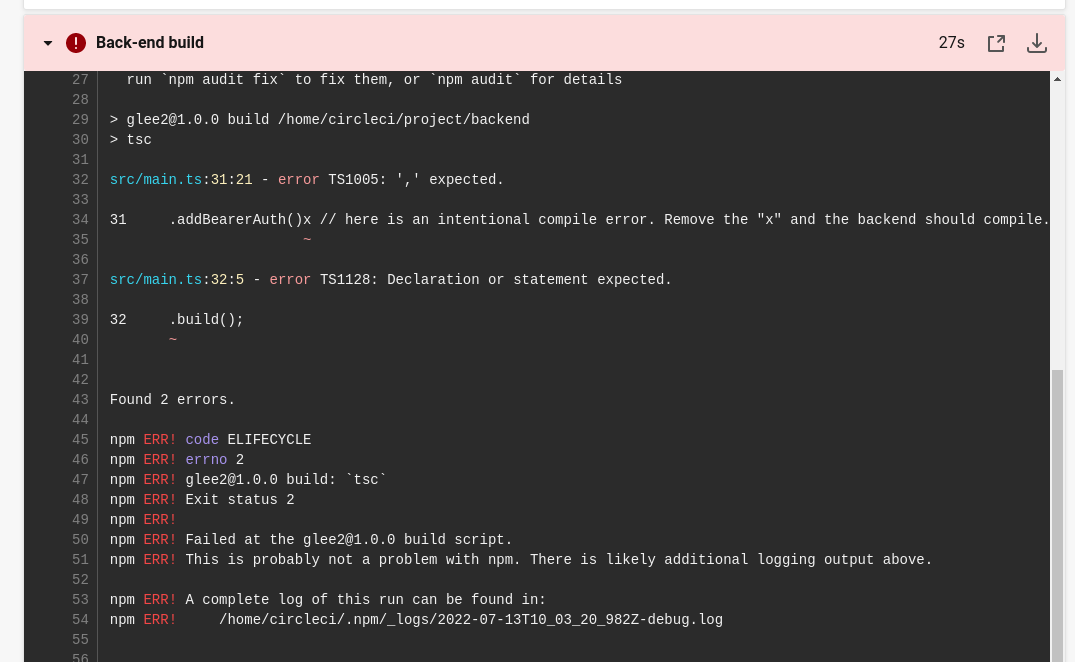 Back-end build 27s
27 run `npm audit fix` to fix them, or `npm audit` for details
28
29 > glee2@1.0.0 build /home/circleci/project/backend
30 > tsc
31
32 src/main.ts:31:21 - error TS1005: ',' expected.
33
34 31     .addBearerAuth()x // here is an intentional compile error. Remove the "x" and the backend should compile.
35                        ~
36
37 src/main.ts:32:5 - error TS1128: Declaration or statement expected.
38
39 32     .build();
40        ~
41
42
43 Found 2 errors.
44
45 npm ERR! code ELIFECYCLE
46 npm ERR! errno 2
47 npm ERR! glee2@1.0.0 build: `tsc`
48 npm ERR! Exit status 2
49 npm ERR!
50 npm ERR! Failed at the glee2@1.0.0 build script.
51 npm ERR! This is probably not a problem with npm. There is likely additional logging output above.
52
53 npm ERR! A complete log of this run can be found in:
54 npm ERR!     /home/circleci/.npm/_logs/2022-07-13T10_03_20_982Z-debug.log
55
56